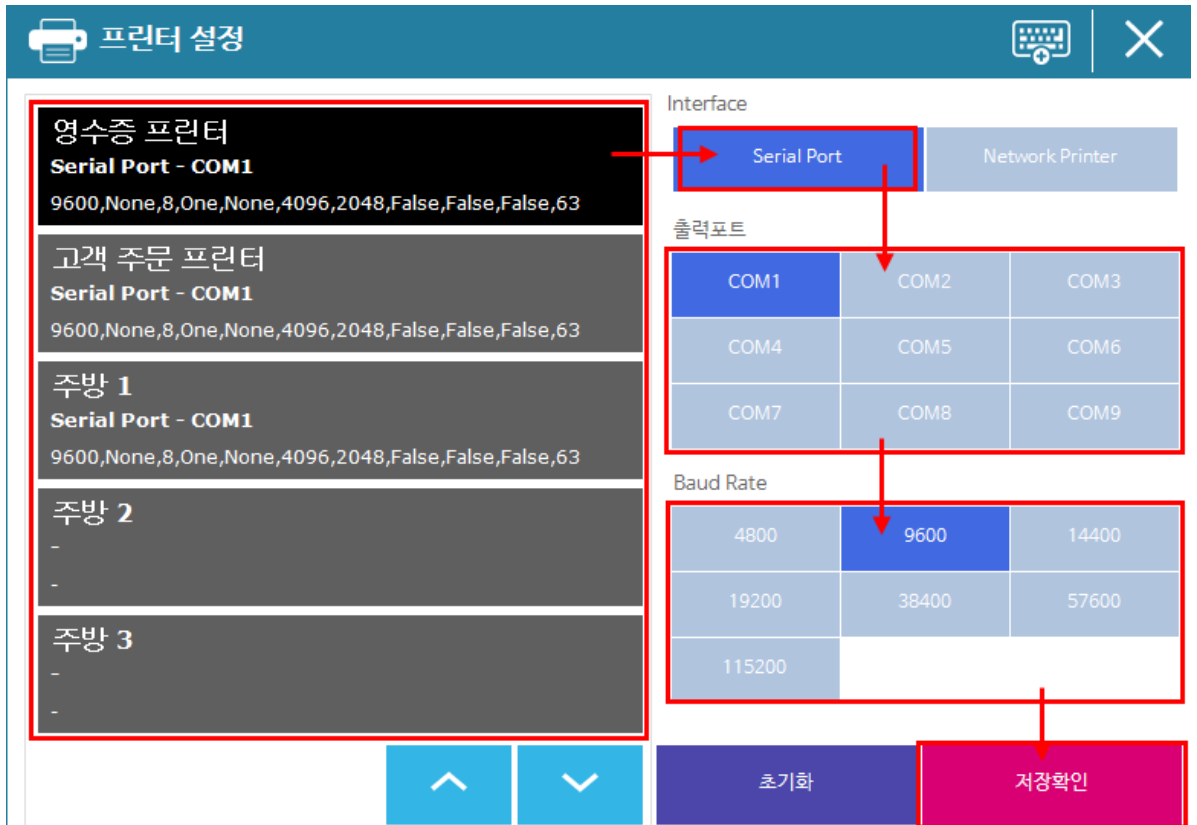 프린터 설정
영수증 프린터
Serial Port - COM1
9600,None,8,One,None,4096,2048,False,False,False,63
고객 주문 프린터
Serial Port - COM1
9600,None,8,One,None,4096,2048,False,False,False,63
주방 1
Serial Port - COM1
9600,None,8,One,None,4096,2048,False,False,False,63
주방 2
-
-
주방 3
-
-
Interface
Serial Port Network Printer
출력포트
COM1 COM2 COM3
COM4 COM5 COM6
COM7 COM8 COM9
Baud Rate
4800 9600 14400
19200 38400 57600
115200
초기화 저장확인